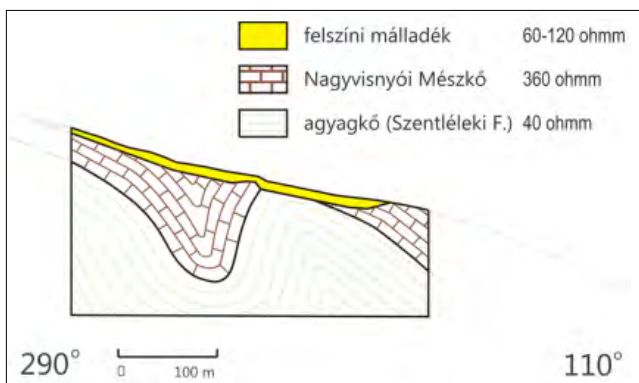 felszíni málladék 60-120 ohmm
Nagyvisnyói Mészkő 360 ohmm
agyagkő (Szentléleki F.) 40 ohmm
290° 0 100 m 110°